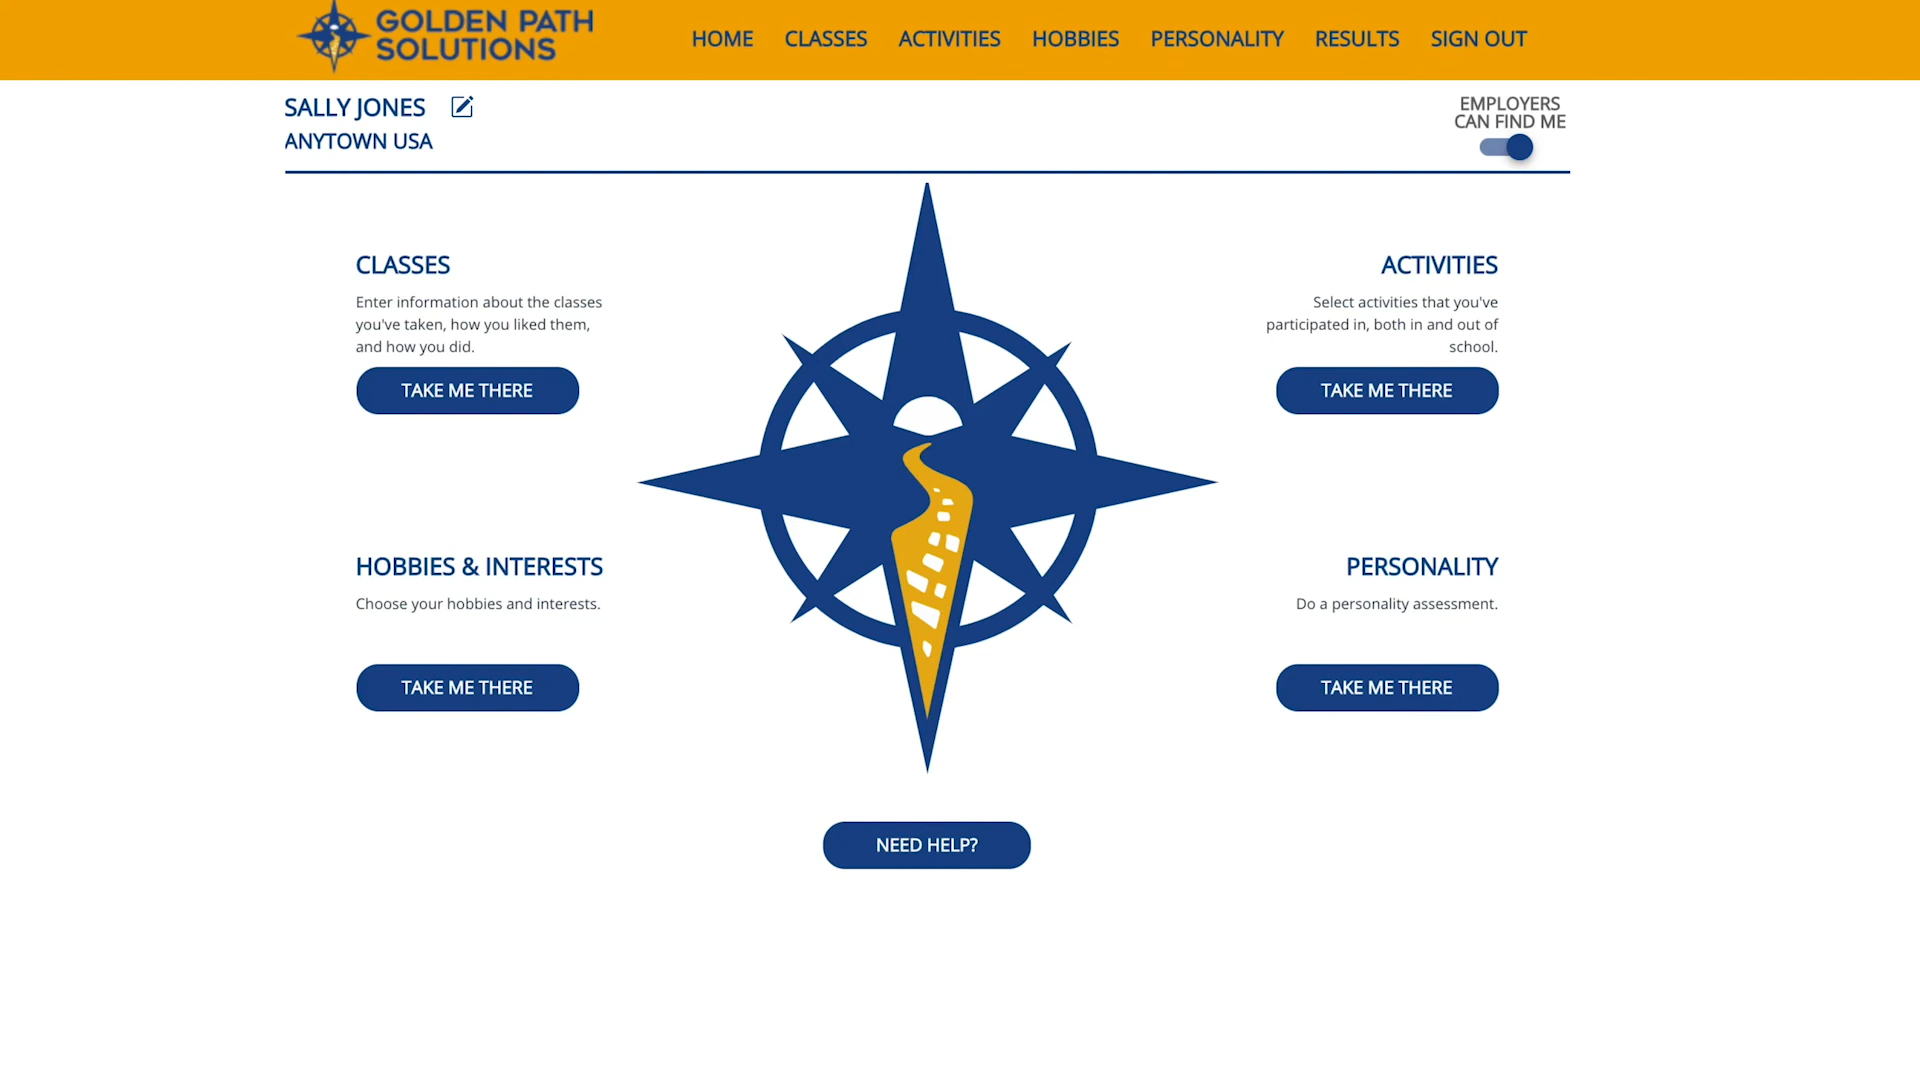 GOLDEN PATH
SOLUTIONS
HOME CLASSES ACTIVITIES HOBBIES PERSONALITY RESULTS SIGN OUT
SALLY JONES
ANYTOWN USA
EMPLOYERS
CAN FIND ME
CLASSES
Enter information about the classes
you've taken, how you liked them,
and how you did.
TAKE ME THERE
ACTIVITIES
Select activities that you've
participated in, both in and out of
school.
TAKE ME THERE
HOBBIES & INTERESTS
Choose your hobbies and interests.
TAKE ME THERE
PERSONALITY
Do a personality assessment.
TAKE ME THERE
NEED HELP?